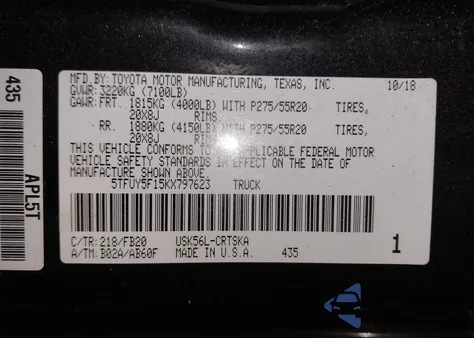 MFD.BY:TOYOTA MOTOR MANUFACTURING, TEXAS, INC. 10/18
GVWR: 3220KG (7100LB)
GAWR: FRT. 1815KG (4000LB) WITH P275/55R20 TIRES,
20X8J RIMS,
RR. 1880KG (4150LB) WITH P275/55R20 TIRES,
20X8J RIMS,
THIS VEHICLE CONFORMS TO ALL APPLICABLE FEDERAL MOTOR
VEHICLE SAFETY STANDARDS IN EFFECT ON THE DATE OF
MANUFACTURE SHOWN ABOVE.
5TFUY5F15KX797623 TRUCK
C/TR: 218/FB20 USK56L-CRTSKA 1
A/TM: B02A/AB60F MADE IN U.S.A. 435
435
APL5T